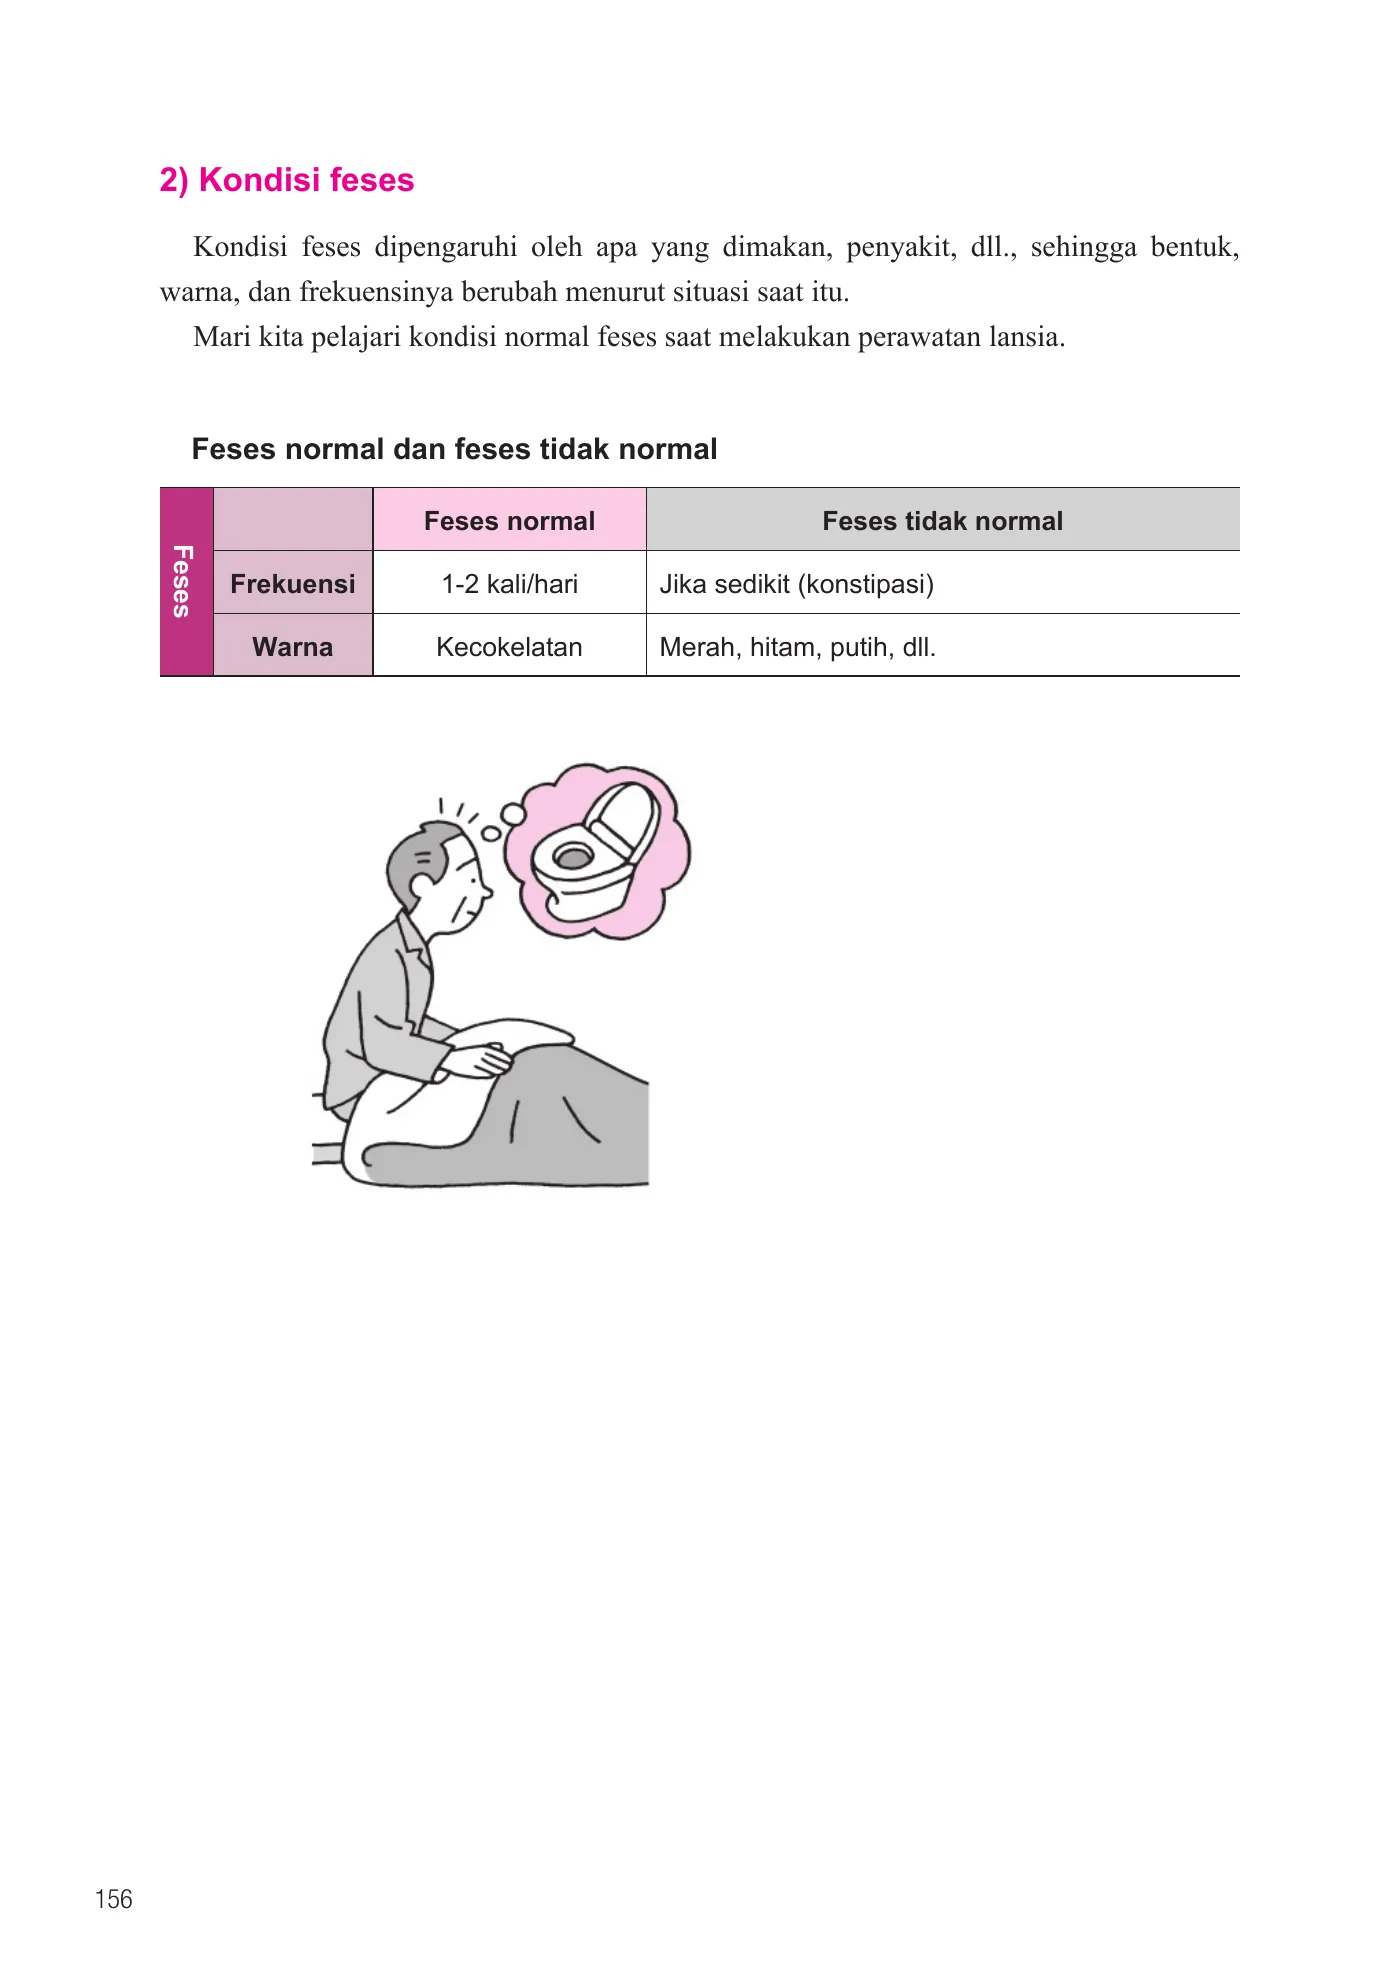 2) Kondisi feses
Kondisi feses dipengaruhi oleh apa yang dimakan, penyakit, dll., sehingga bentuk,
warna, dan frekuensinya berubah menurut situasi saat itu.
Mari kita pelajari kondisi normal feses saat melakukan perawatan lansia.
Feses normal dan feses tidak normal
Feses
Feses normal Feses tidak normal
Frekuensi 1-2 kali/hari Jika sedikit (konstipasi)
Warna Kecokelatan Merah, hitam, putih, dll.
156